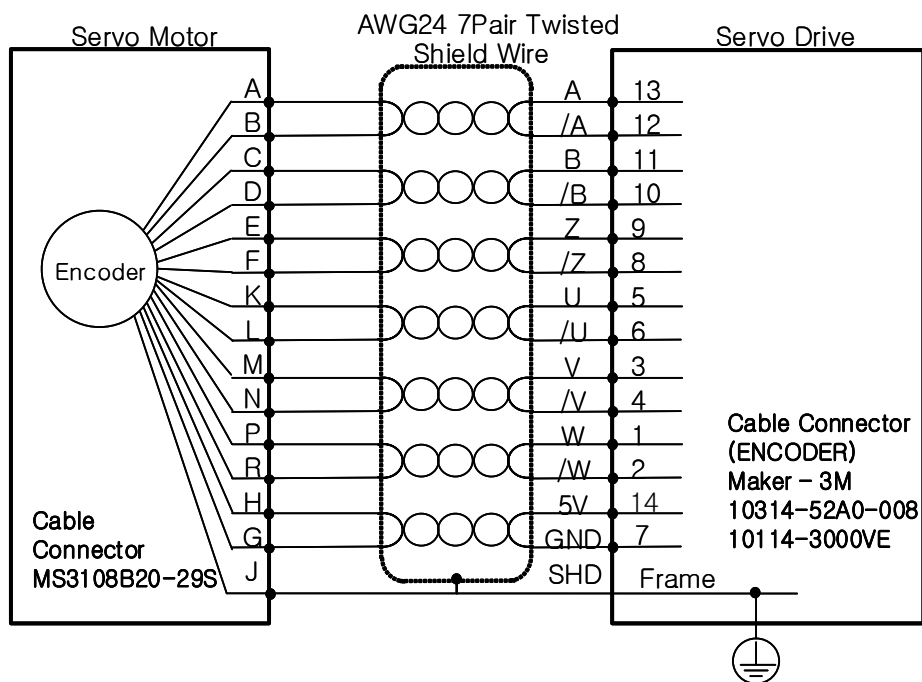 AWG24 7Pair Twisted
Shield Wire
Servo Motor
Servo Drive
A A 13
B /A 12
C B 11
D /B 10
E Z 9
F /Z 8
K U 5
L /U 6
M V 3
N /V 4
P W 1
R /W 2
H 5V 14
G GND 7
J SHD Frame
Encoder
Cable
Connector
MS3108B20-29S
Cable Connector
(ENCODER)
Maker - 3M
10314-52A0-008
10114-3000VE